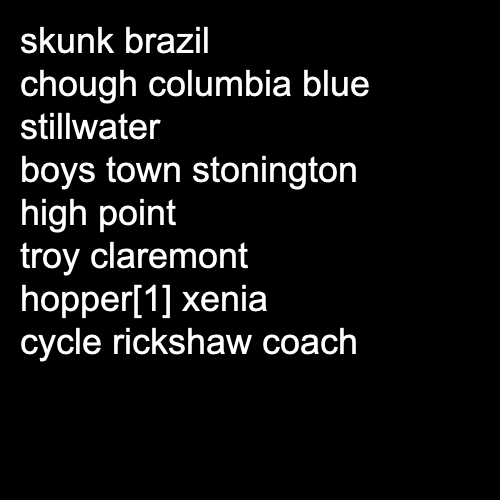 skunk brazil
chough columbia blue
stillwater
boys town stonington
high point
troy claremont
hopper[1] xenia
cycle rickshaw coach